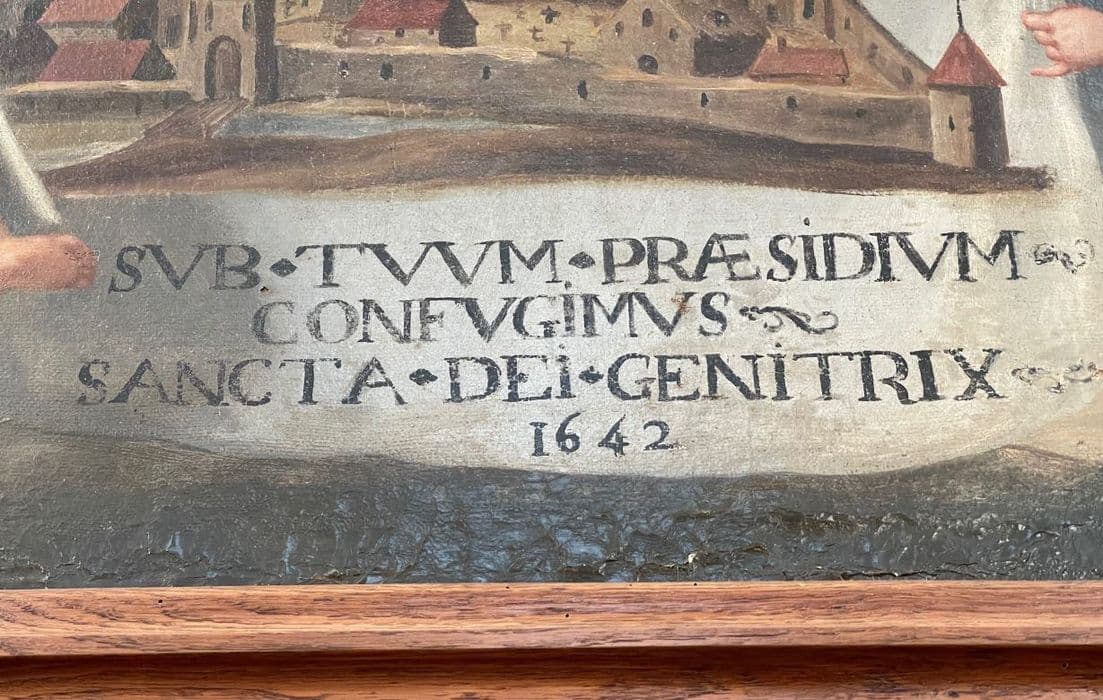 SVB·TVVM·PRÆSiDIVM
CONFVGiMVS
SANCTA·DEi·GENiTRIX
1642